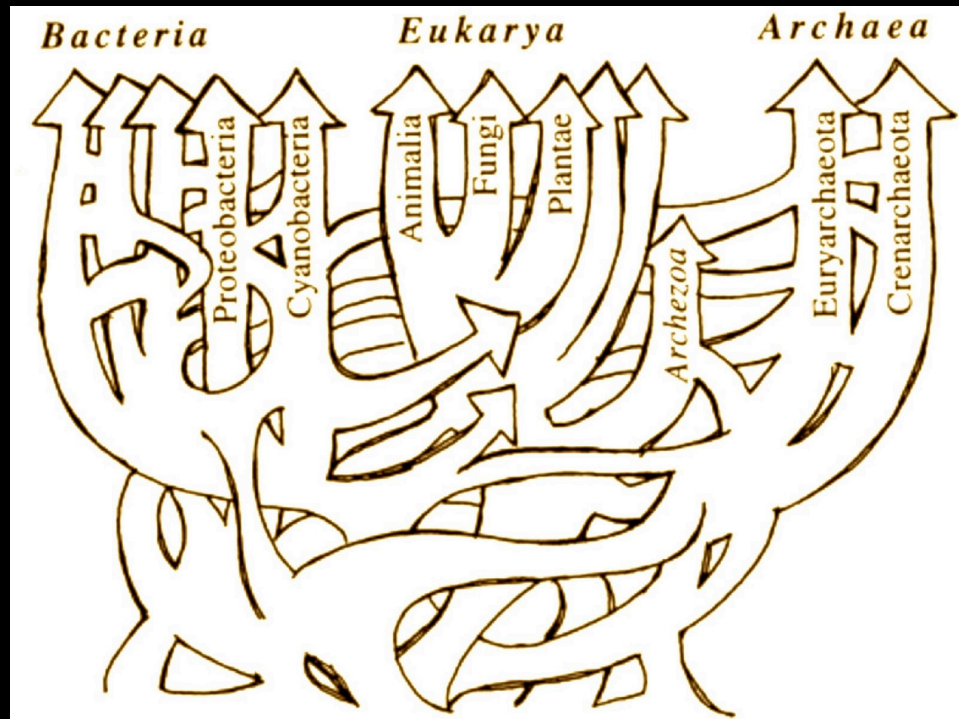 Bacteria
Eukarya
Archaea
Proteobacteria
Cyanobacteria
Animalia
Fungi
Plantae
Archezoa
Euryarchaeota
Crenarchaeota